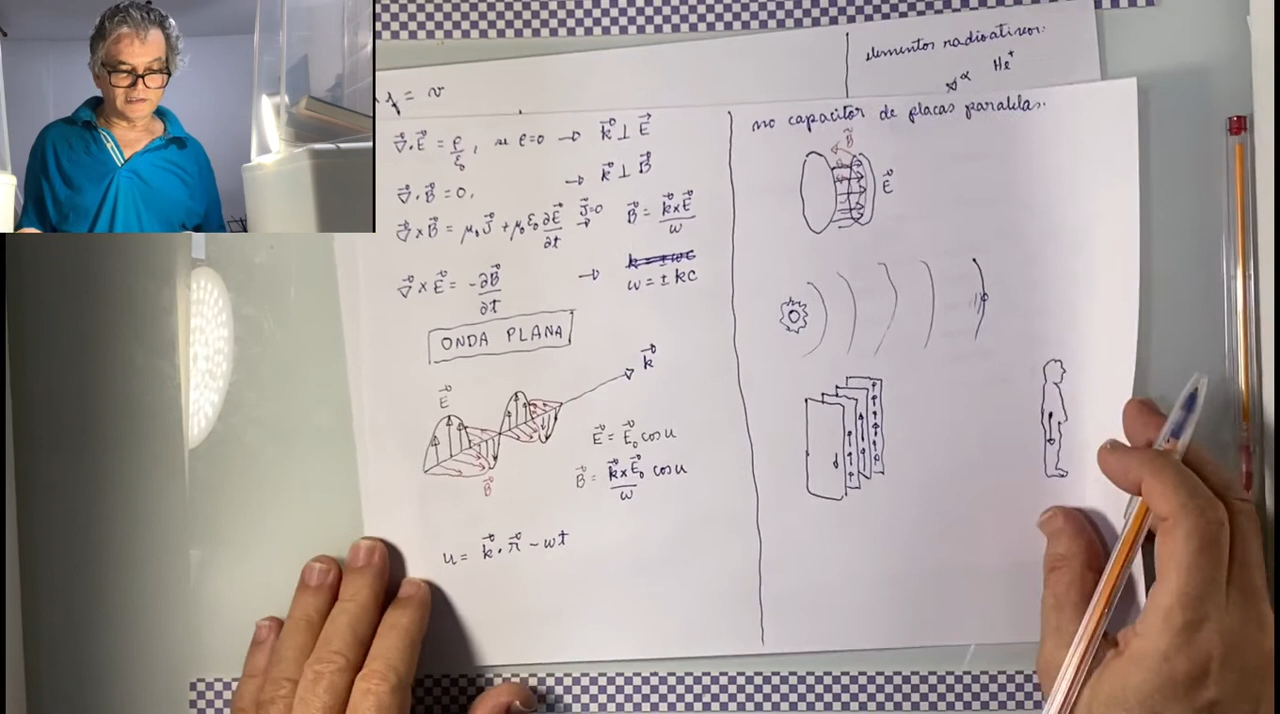 λf = v
elementos radioativos:
α He⁺
∇⃗·E⃗ = ρ/ε₀, se ρ=0 → k⃗ ⊥ E⃗
∇⃗·B⃗ = 0, → k⃗ ⊥ B⃗
∇⃗×B⃗ = μ₀J⃗ + μ₀ε₀∂E⃗/∂t J⃗=0 → B⃗ = k⃗×E⃗/ω
∇⃗×E⃗ = -∂B⃗/∂t → ω = ± kc
ONDA PLANA
k⃗
E⃗
B⃗
E⃗ = E⃗₀ cos u
B⃗ = k⃗×E⃗₀/ω cos u
u = k⃗·r⃗ - ωt
no capacitor de placas paralelas.
B⃗
E⃗